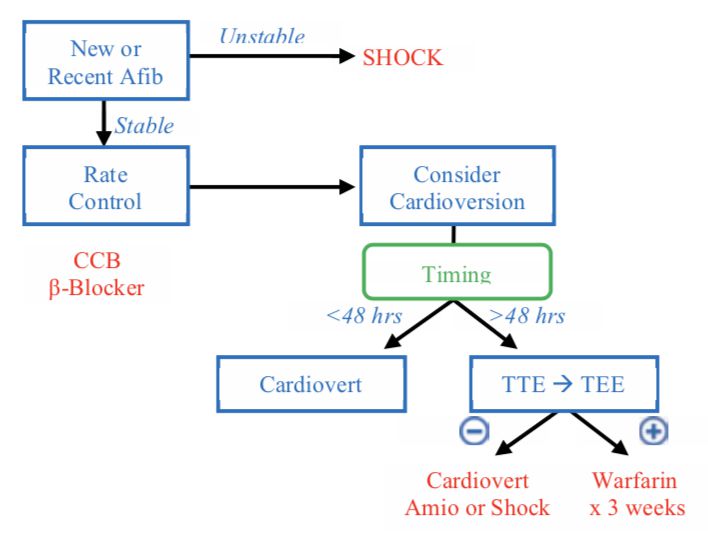 New or
Recent Afib
Unstable
SHOCK
Stable
Rate
Control
Consider
Cardioversion
CCB
β-Blocker
Timing
<48 hrs
>48 hrs
Cardiovert
TTE → TEE
−
+
Cardiovert
Amio or Shock
Warfarin
x 3 weeks